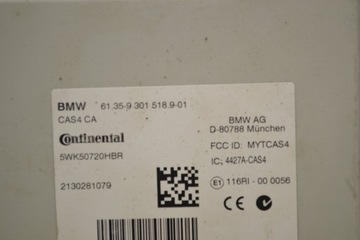 BMW 61.35-9 301 518.9-01
CAS4 CA
Continental
5WK50720HBR
2130281079
BMW AG
D-80788 München
FCC ID: MYTCAS4
IC: 4427A-CAS4
E1 116RI - 00 0056
CE